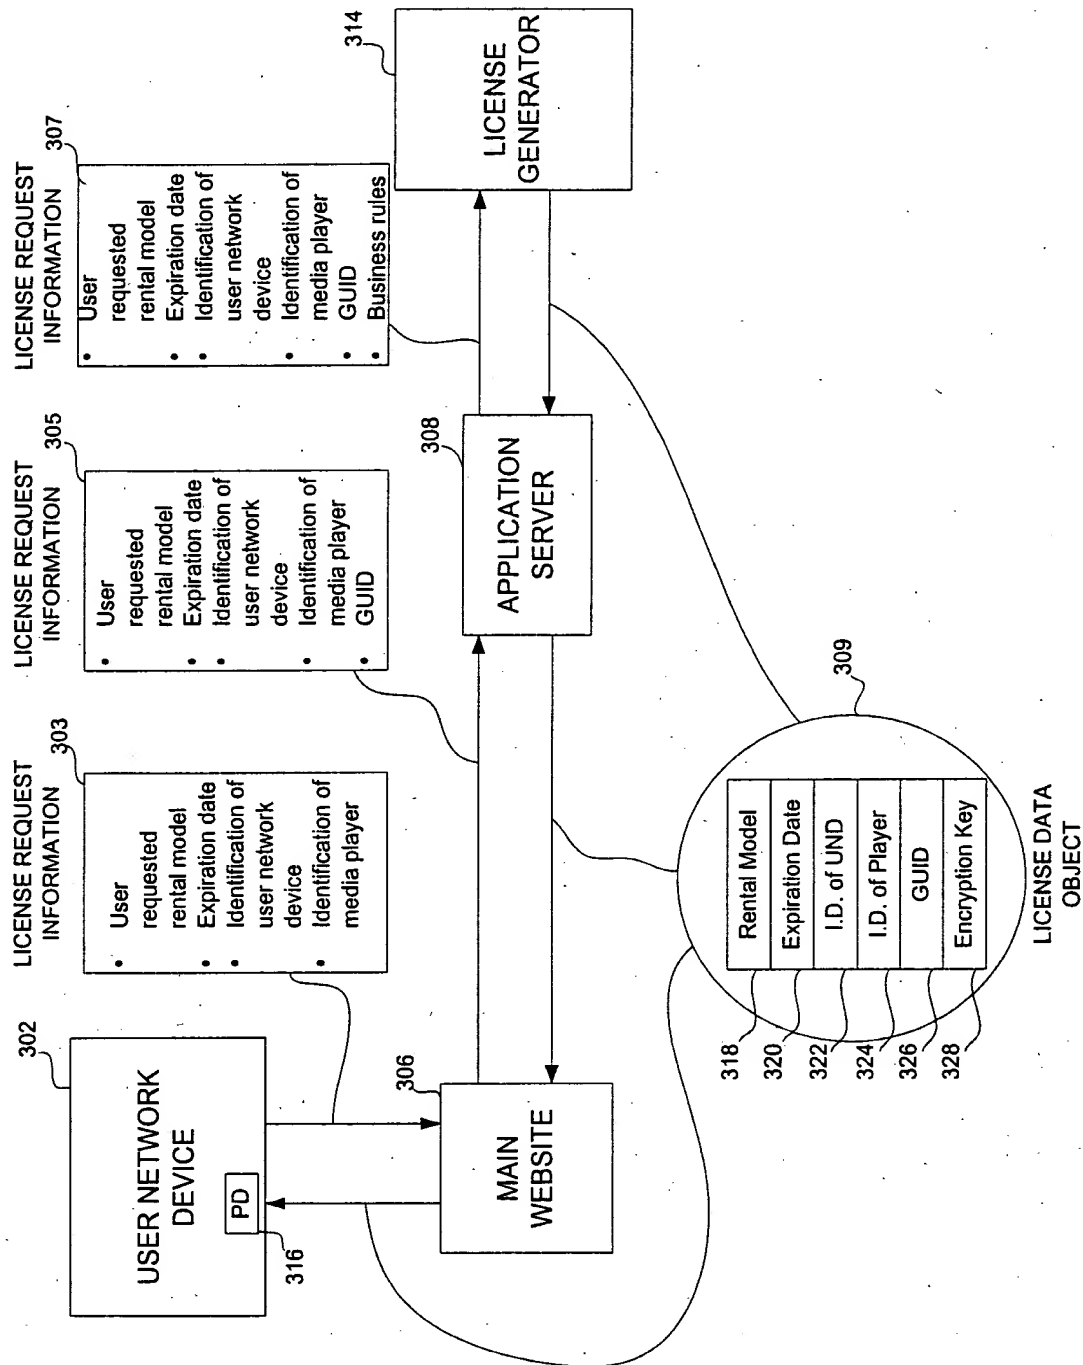 LICENSE REQUEST
INFORMATION
303
• User
requested
rental model
• Expiration date
• Identification of
user network
device
• Identification of
media player
LICENSE REQUEST
INFORMATION
305
• User
requested
rental model
• Expiration date
• Identification of
user network
device
• Identification of
media player
• GUID
LICENSE REQUEST
INFORMATION
307
• User
requested
rental model
• Expiration date
• Identification of
user network
device
• Identification of
media player
• GUID
• Business rules
302
USER NETWORK
DEVICE
PD
316
306
MAIN
WEBSITE
308
APPLICATION
SERVER
314
LICENSE
GENERATOR
309
318
Rental Model
320
Expiration Date
322
I.D. of UND
324
I.D. of Player
326
GUID
328
Encryption Key
LICENSE DATA
OBJECT